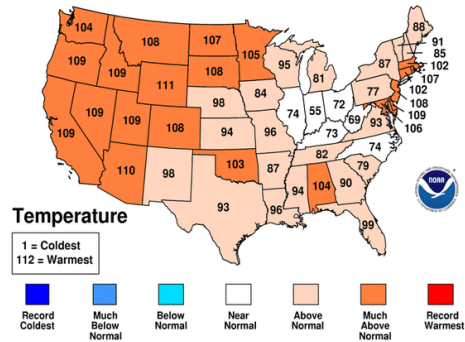 88
104
108
107
105
91
85
109
109
108
95
81
87
102
107
111
98
84
77
102
108
109
106
109
109
109
108
94
96
74
55
72
69
93
73
74
110
98
103
87
82
79
93
96
94
104
90
99
NOAA
Temperature
1 = Coldest
112 = Warmest
Record
Coldest
Much
Below
Normal
Below
Normal
Near
Normal
Above
Normal
Much
Above
Normal
Record
Warmest